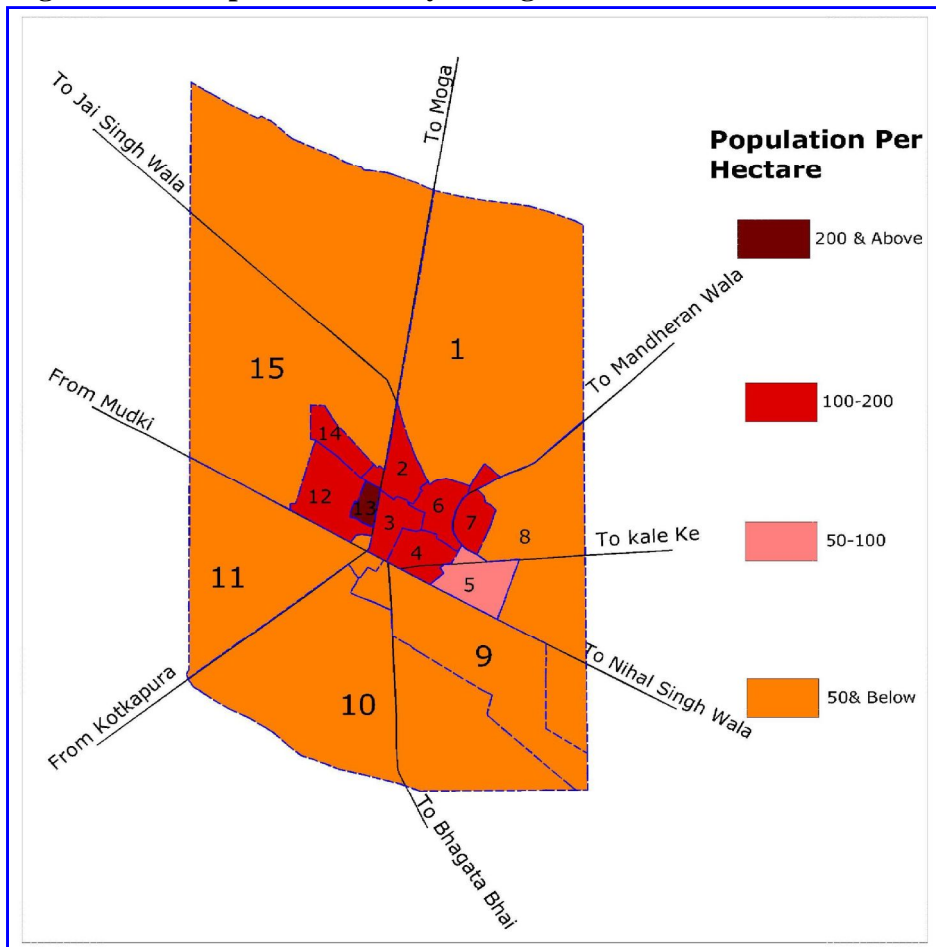 To Jai Singh Wala
To Moga
Population Per
Hectare
200 & Above
To Mandheran Wala
1
15
From Mudki
100-200
14
2
12
13
6
3
7
8
To kale Ke
4
50-100
5
11
9
To Nihal Singh Wala
From Kotkapura
10
50& Below
To Bhagata Bhai